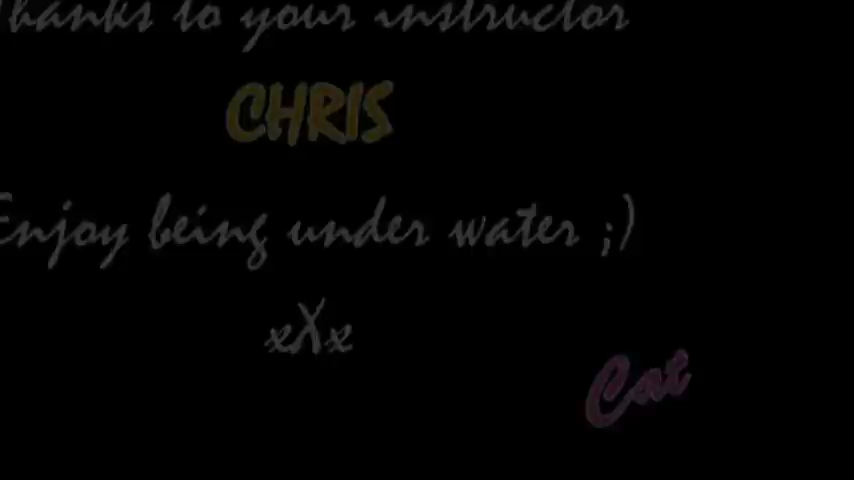 Thanks to your instructor
CHRIS
Enjoy being under water ;)
xXx
Cat